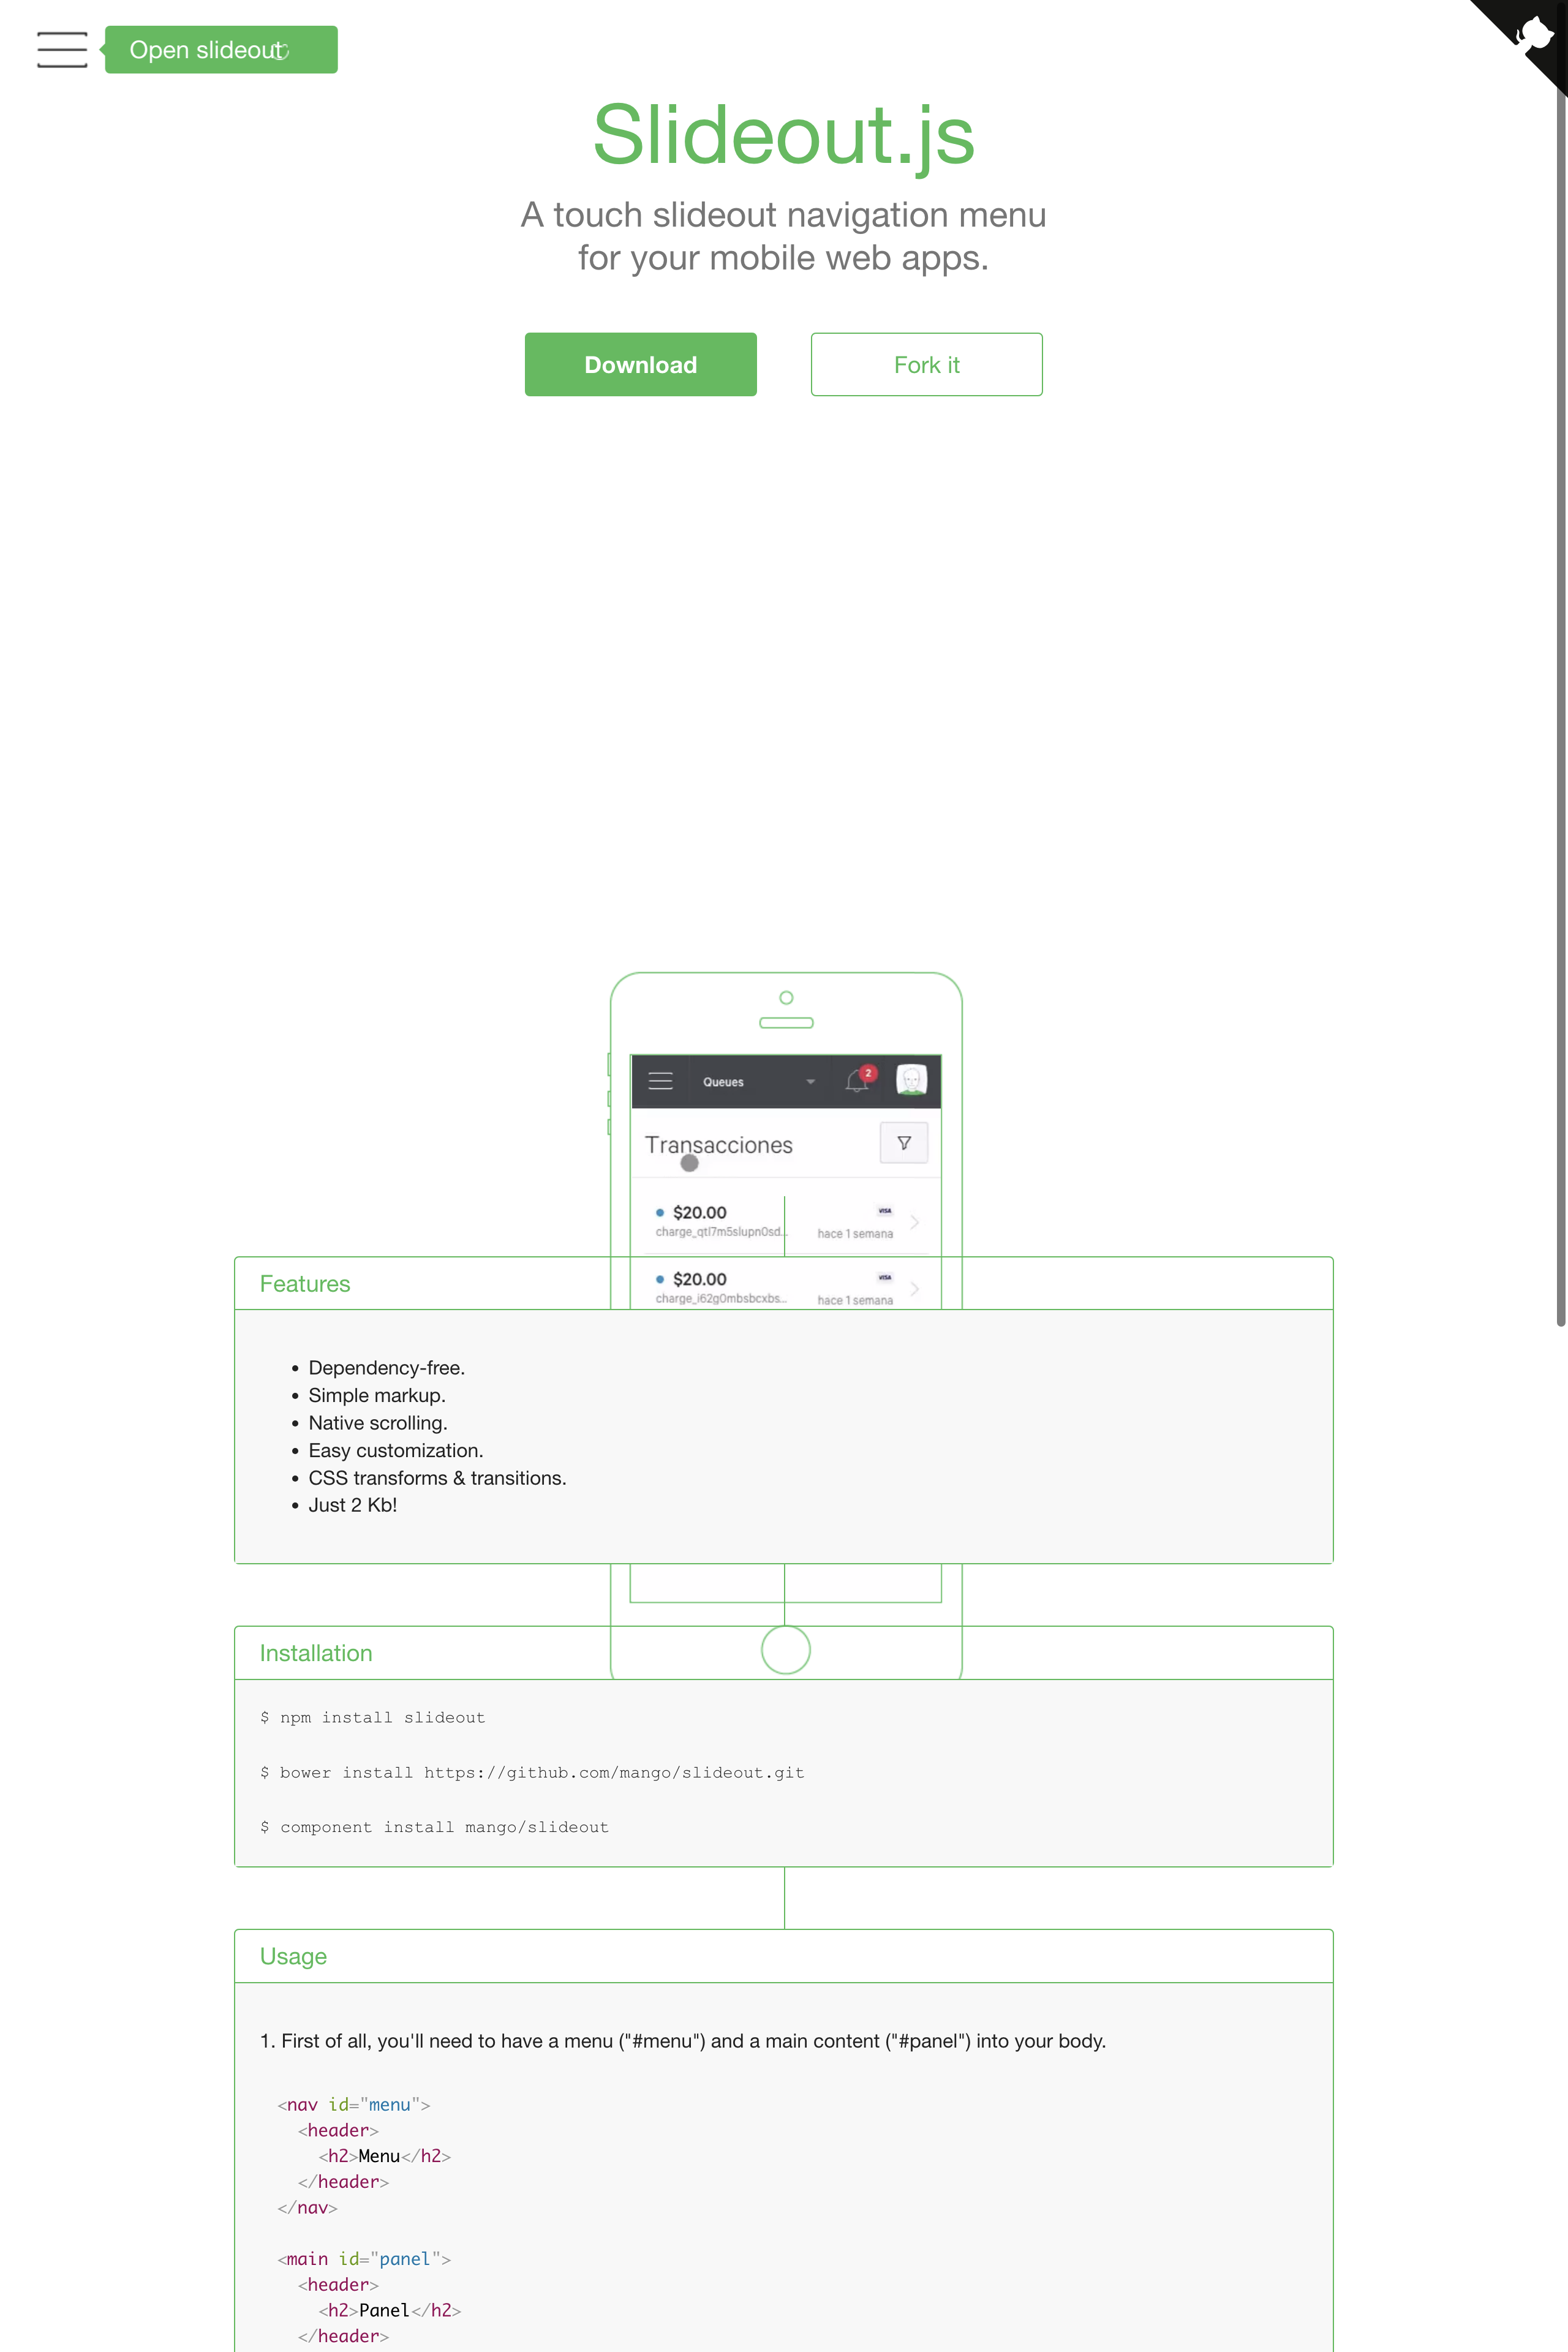 Open slideout
Slideout.js
A touch slideout navigation menu
for your mobile web apps.
Download
Fork it
Queues
2
Transacciones
$20.00
VISA
charge_qtl7m5slupn0sd...
hace 1 semana
$20.00
VISA
charge_i62g0mbsbcxbs...
hace 1 semana
Features
• Dependency-free.
• Simple markup.
• Native scrolling.
• Easy customization.
• CSS transforms & transitions.
• Just 2 Kb!
Installation
$ npm install slideout
$ bower install https://github.com/mango/slideout.git
$ component install mango/slideout
Usage
1. First of all, you'll need to have a menu ("#menu") and a main content ("#panel") into your body.
<nav id="menu">
  <header>
    <h2>Menu</h2>
  </header>
</nav>
<main id="panel">
  <header>
    <h2>Panel</h2>
  </header>